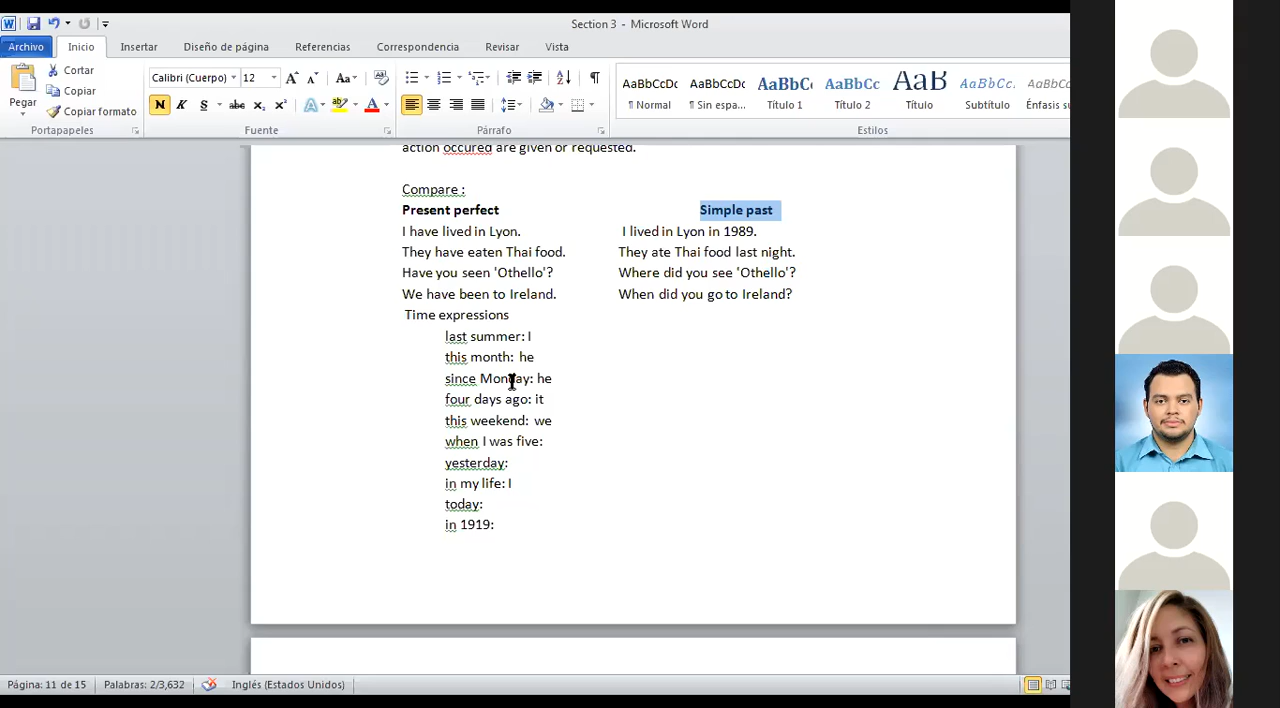 Section 3 - Microsoft Word
Archivo Inicio Insertar Diseño de página Referencias Correspondencia Revisar Vista
Pegar
Cortar
Copiar
Copiar formato
Calibri (Cuerpo) 12
AaBbCcDc AaBbCcDc AaBbC AaBbCc AaB AaBbCc. AaBbCc
¶ Normal ¶ Sin espa... Título 1 Título 2 Título Subtítulo Énfasis su
Portapapeles Fuente Párrafo Estilos
action occured are given or requested.
Compare :
Present perfect Simple past
I have lived in Lyon. I lived in Lyon in 1989.
They have eaten Thai food. They ate Thai food last night.
Have you seen 'Othello'? Where did you see 'Othello'?
We have been to Ireland. When did you go to Ireland?
Time expressions
last summer: I
this month: he
since Monday: he
four days ago: it
this weekend: we
when I was five:
yesterday:
in my life: I
today:
in 1919:
Página: 11 de 15 Palabras: 2/3,632 Inglés (Estados Unidos)